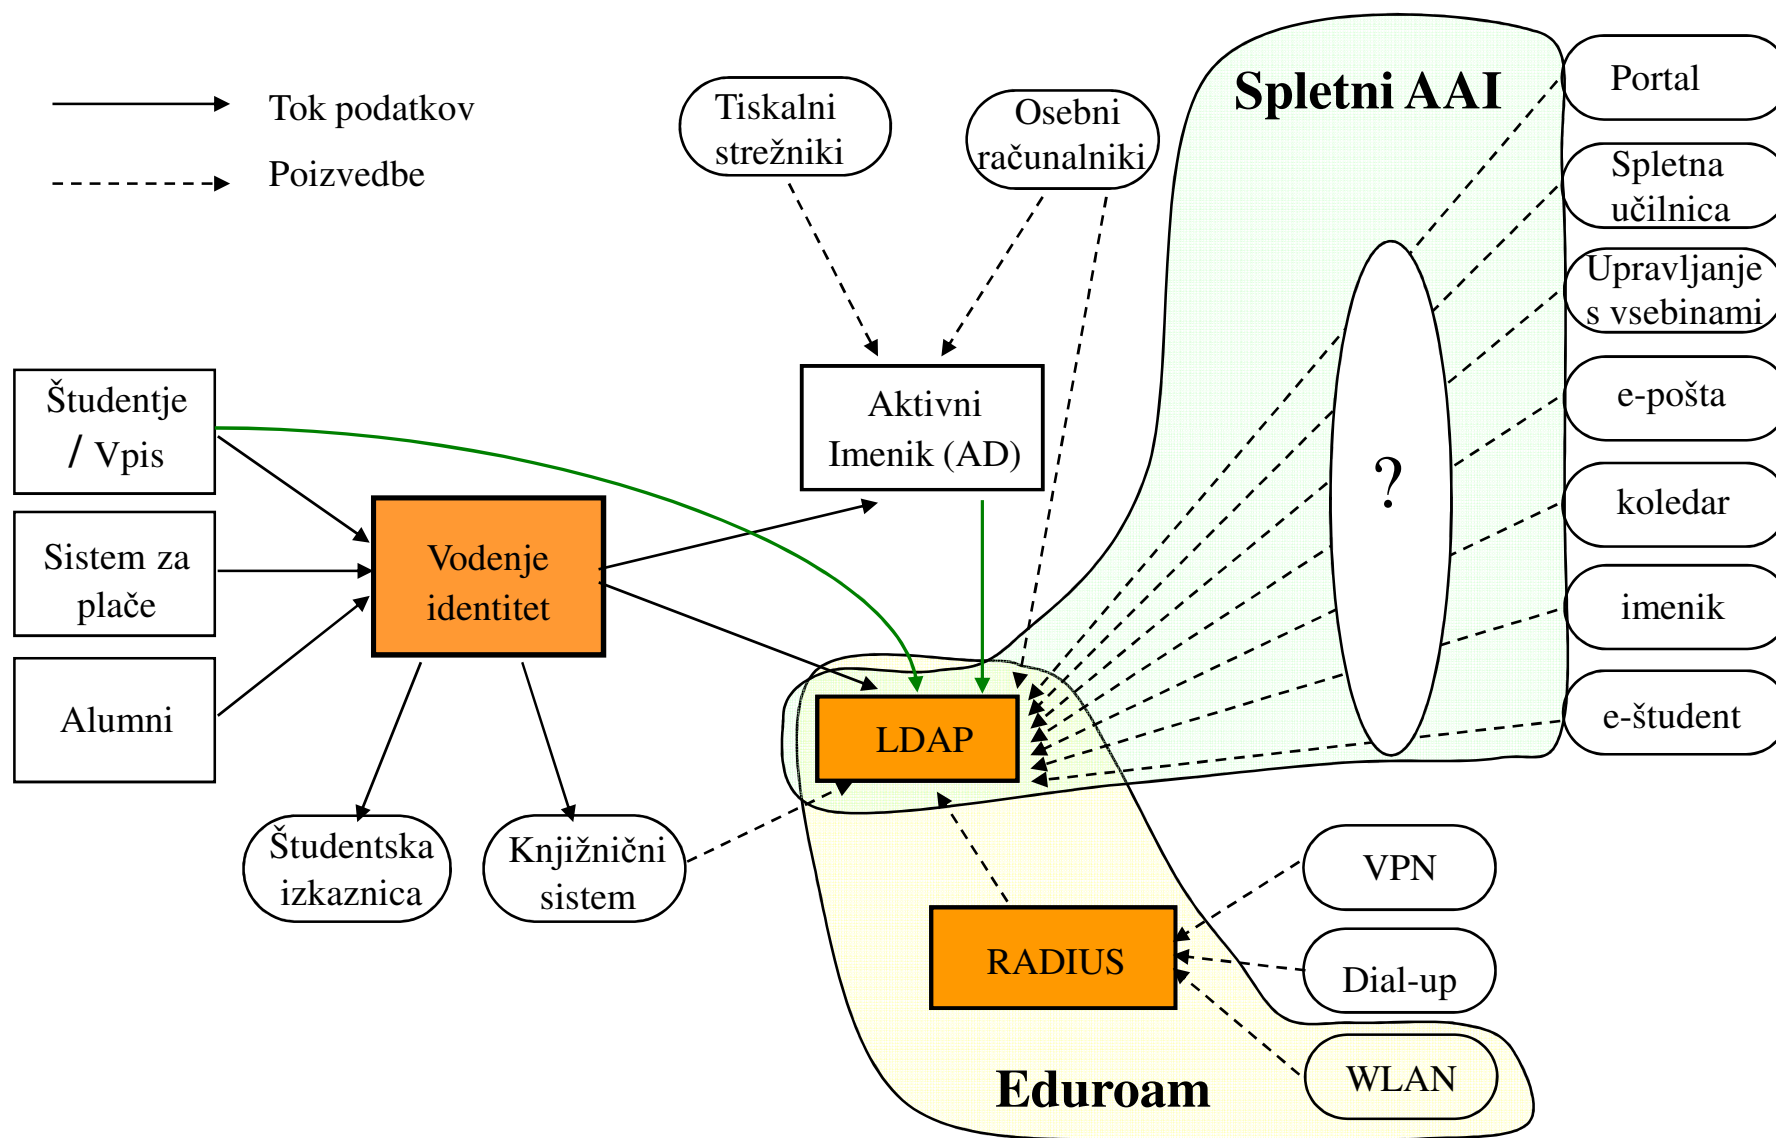 Tok podatkov
Poizvedbe
Tiskalni
strežniki
Osebni
računalniki
Spletni AAI
Portal
Spletna
učilnica
Upravljanje
s vsebinami
e-pošta
koledar
imenik
e-študent
?
Študentje
/ Vpis
Sistem za
plače
Alumni
Vodenje
identitet
Aktivni
Imenik (AD)
LDAP
Študentska
izkaznica
Knjižnični
sistem
RADIUS
VPN
Dial-up
WLAN
Eduroam